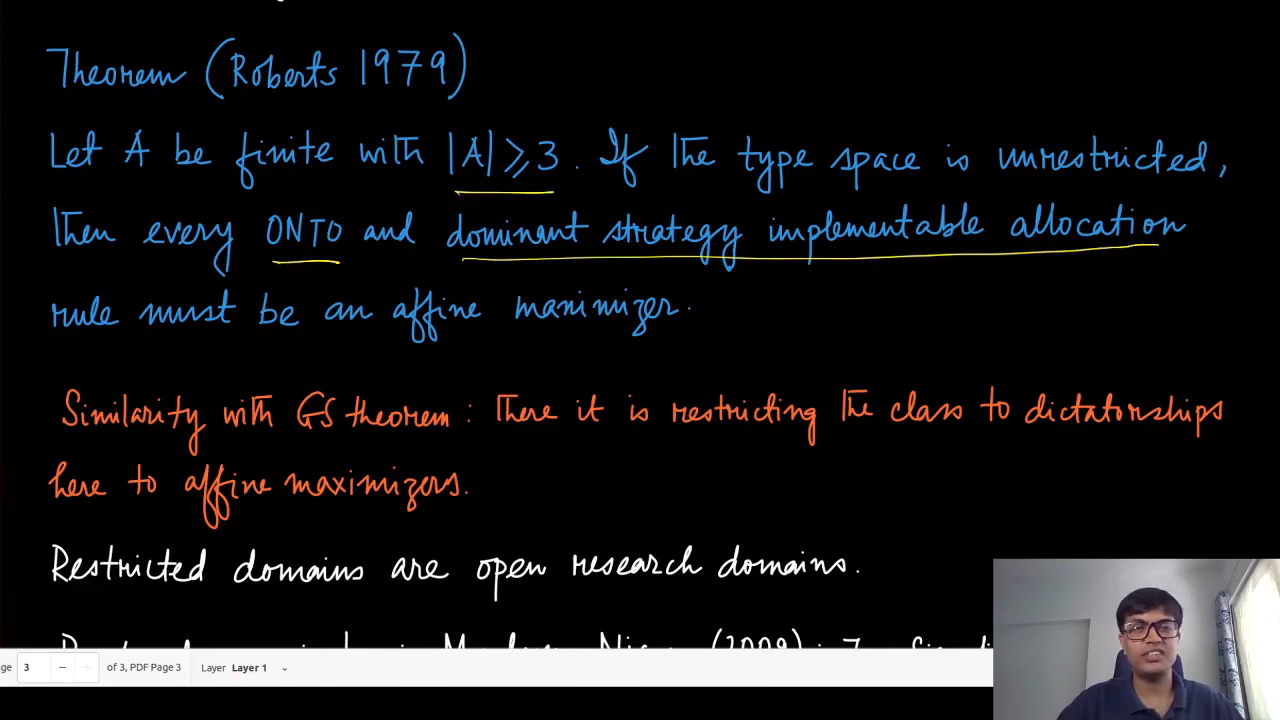 Theorem (Roberts 1979)
Let A be finite with |A| ⩾ 3. If the type space is unrestricted,
then every ONTO and dominant strategy implementable allocation
rule must be an affine maximizer.
Similarity with GS theorem: There it is restricting the class to dictatorships
here to affine maximizers.
Restricted domains are open research domains.
(2009):
ge 3 − + of 3, PDF Page 3 Layer Layer 1